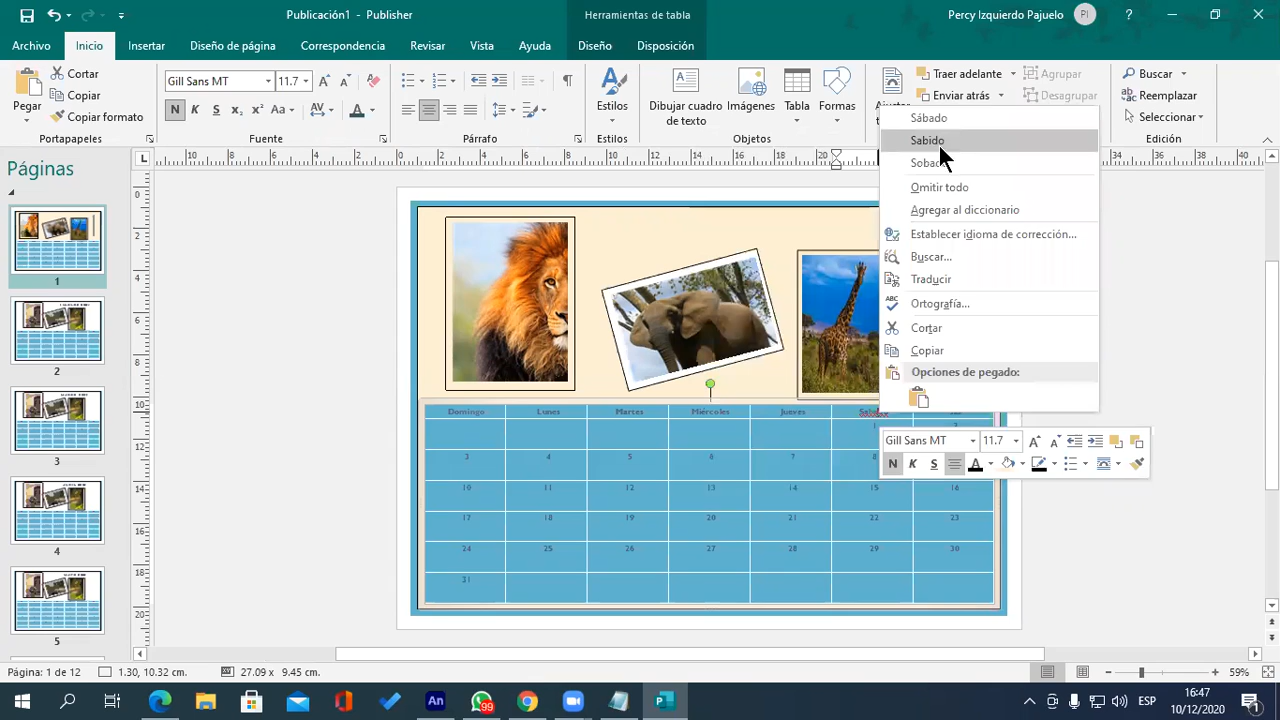 Publicación1 - Publisher
Herramientas de tabla
Percy Izquierdo Pajuelo PI
Archivo Inicio Insertar Diseño de página Correspondencia Revisar Vista Ayuda Diseño Disposición
Pegar
Cortar
Copiar
Copiar formato
Portapapeles
Gill Sans MT 11.7
Fuente
Párrafo
Estilos
Estilos
Dibujar cuadro de texto
Imágenes
Tabla
Formas
Objetos
Traer adelante
Enviar atrás
Agrupar
Desagrupar
Buscar
Reemplazar
Seleccionar
Edición
Páginas
1
2
3
4
5
Sábado
Sabido
Omitir todo
Agregar al diccionario
Establecer idioma de corrección...
Buscar...
Traducir
Ortografía...
Cortar
Copiar
Opciones de pegado:
Gill Sans MT 11.7
Domingo Lunes Martes Miércoles Jueves
1 2
3 4 5 6 7 8
10 11 12 13 14 15 16
17 18 19 20 21 22 23
24 25 26 27 28 29 30
31
Página: 1 de 12 1.30, 10.32 cm. 27.09 x 9.45 cm. 59%
99
ESP
16:47
10/12/2020